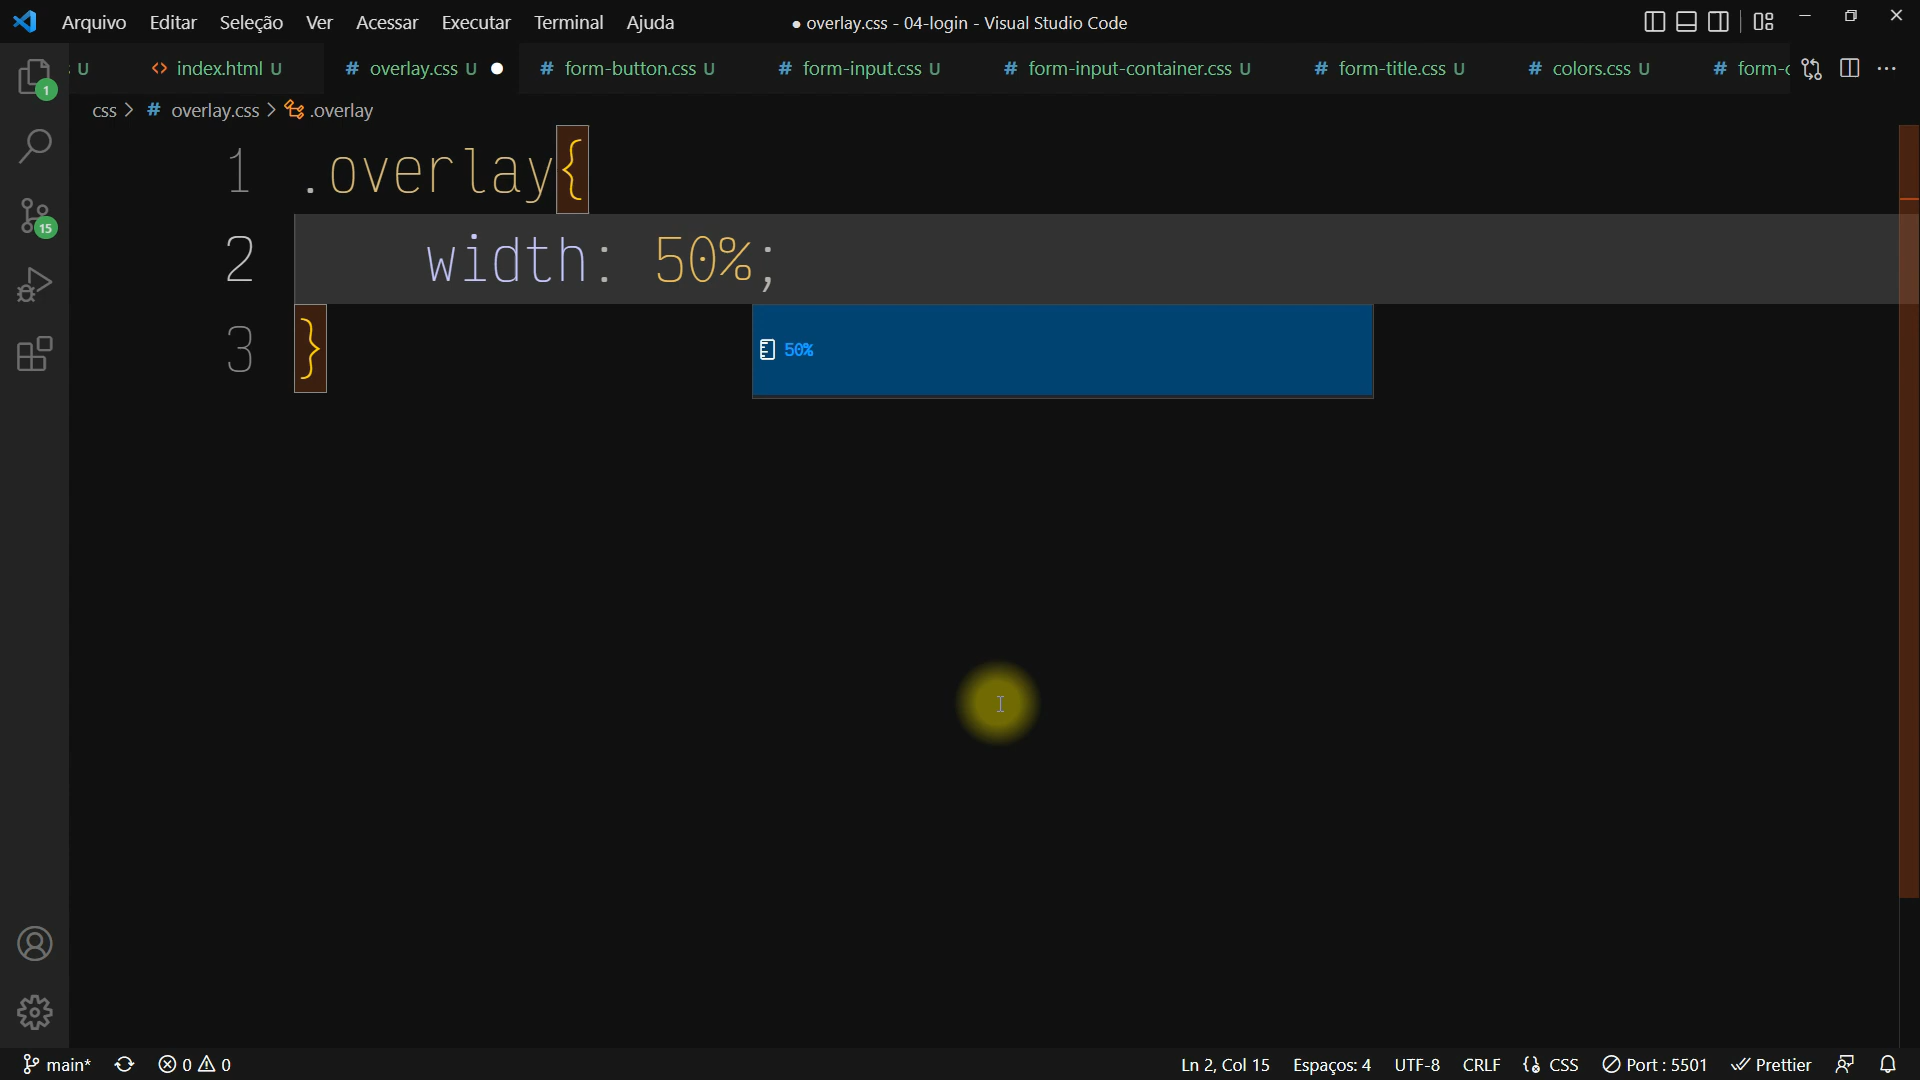 Arquivo Editar Seleção Ver Acessar Executar Terminal Ajuda ● overlay.css - 04-login - Visual Studio Code
U <> index.html U # overlay.css U ● # form-button.css U # form-input.css U # form-input-container.css U # form-title.css U # colors.css U # form-c ···
css > # overlay.css > .overlay
1 .overlay{
2 width: 50%;
3 }
50%
1
15
main* 0 0 Ln 2, Col 15 Espaços: 4 UTF-8 CRLF {} CSS Port : 5501 Prettier